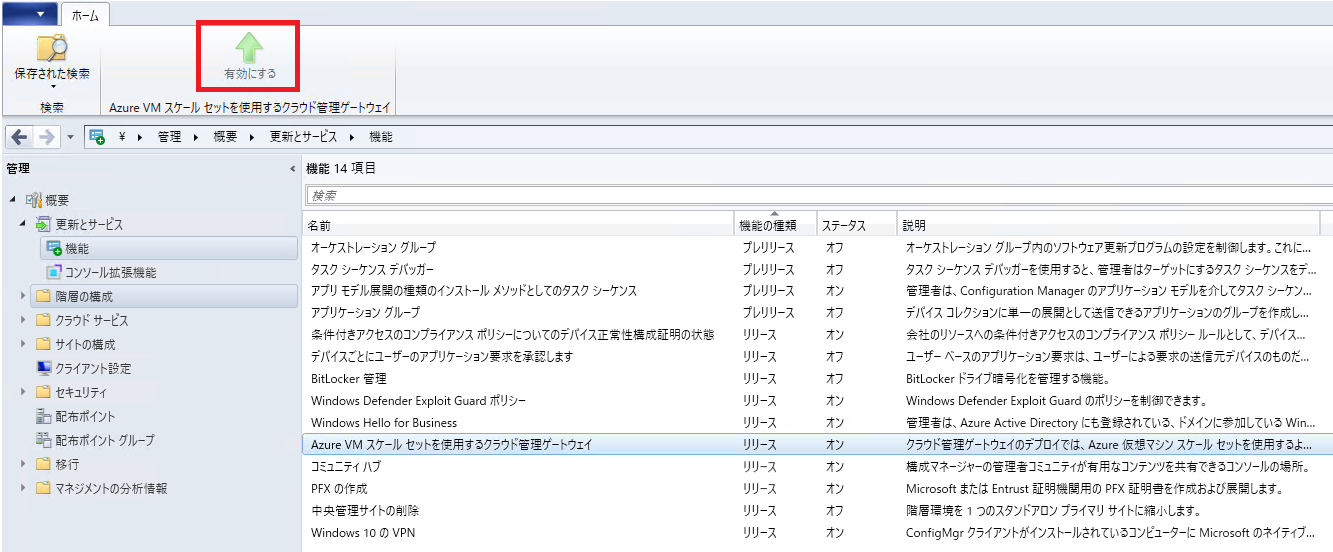 ホーム
保存された検索
有効にする
検索
Azure VM スケール セットを使用するクラウド管理ゲートウェイ
¥ 管理 概要 更新とサービス 機能
管理
機能 14 項目
概要
更新とサービス
機能
コンソール拡張機能
階層の構成
クラウド サービス
サイトの構成
クライアント設定
セキュリティ
配布ポイント
配布ポイント グループ
移行
マネジメントの分析情報
検索
名前 機能の種類 ステータス 説明
オーケストレーション グループ プレリリース オフ オーケストレーション グループ内のソフトウェア更新プログラムの設定を制御します。これに...
タスク シーケンス デバッガー プレリリース オフ タスク シーケンス デバッガーを使用すると、管理者はターゲットにするタスク シーケンスをデ...
アプリ モデル展開の種類のインストール メソッドとしてのタスク シーケンス プレリリース オン 管理者は、Configuration Manager のアプリケーション モデルを介してタスク シーケン...
アプリケーション グループ プレリリース オフ デバイス コレクションに単一の展開として送信できるアプリケーションのグループを作成し...
条件付きアクセスのコンプライアンス ポリシーについてのデバイス正常性構成証明の状態 リリース オン 会社のリソースへの条件付きアクセスのコンプライアンス ポリシー ルールとして、デバイス...
デバイスごとにユーザーのアプリケーション要求を承認します リリース オフ ユーザー ベースのアプリケーション要求は、ユーザーによる要求の送信元デバイスのものだ...
BitLocker 管理 リリース オフ BitLocker ドライブ暗号化を管理する機能。
Windows Defender Exploit Guard ポリシー リリース オン Windows Defender Exploit Guard のポリシーを制御できます。
Windows Hello for Business リリース オン 管理者は、Azure Active Directory にも登録されている、ドメインに参加している Win...
Azure VM スケール セットを使用するクラウド管理ゲートウェイ リリース オン クラウド管理ゲートウェイのデプロイでは、Azure 仮想マシン スケール セットを使用するよ...
コミュニティ ハブ リリース オン 構成マネージャーの管理者コミュニティが有用なコンテンツを共有できるコンソールの場所。
PFX の作成 リリース オン Microsoft または Entrust 証明機関用の PFX 証明書を作成および展開します。
中央管理サイトの削除 リリース オフ 階層環境を 1 つのスタンドアロン プライマリ サイトに縮小します。
Windows 10 の VPN リリース オン ConfigMgr クライアントがインストールされているコンピューターに Microsoft のネイティブ...